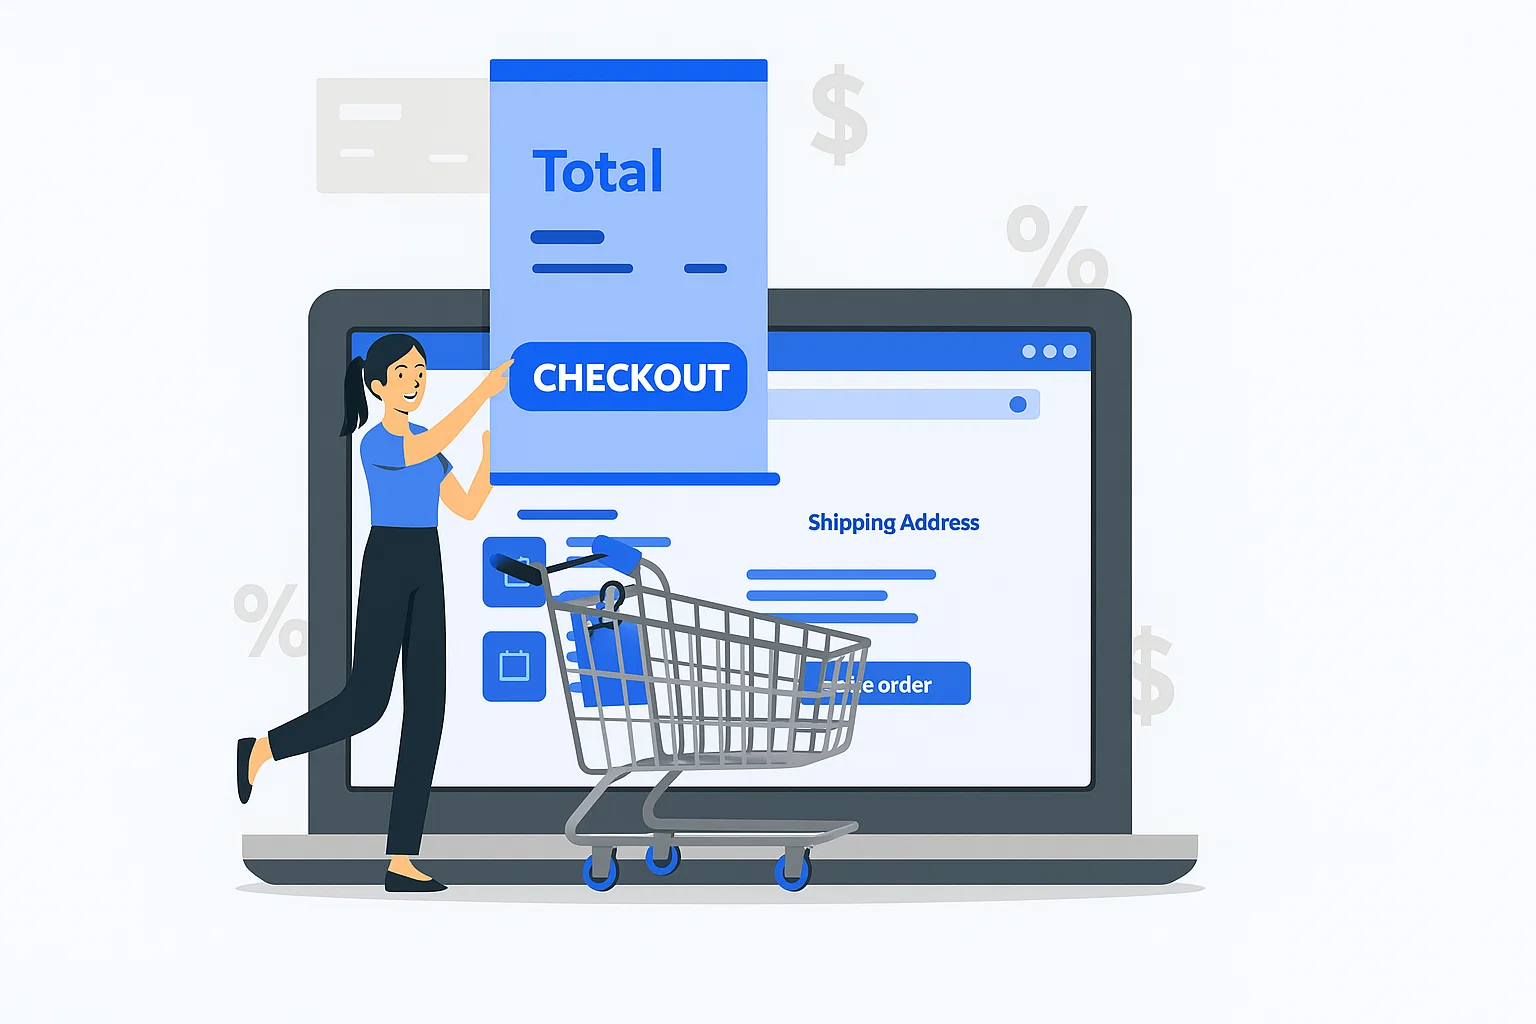 $
Total
%
CHECKOUT
Shipping Address
%
$
order